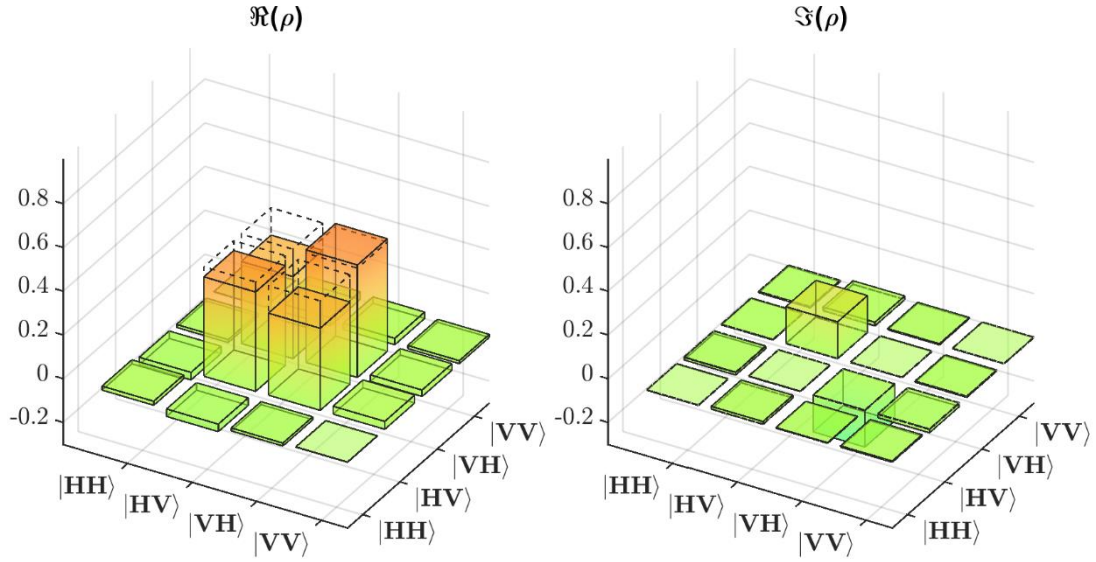 ℜ(ρ)
0.8
0.6
0.4
0.2
0
-0.2
|HH⟩
|HV⟩
|VH⟩
|VV⟩
|HH⟩
|HV⟩
|VH⟩
|VV⟩
ℑ(ρ)
0.8
0.6
0.4
0.2
0
-0.2
|HH⟩
|HV⟩
|VH⟩
|VV⟩
|HH⟩
|HV⟩
|VH⟩
|VV⟩